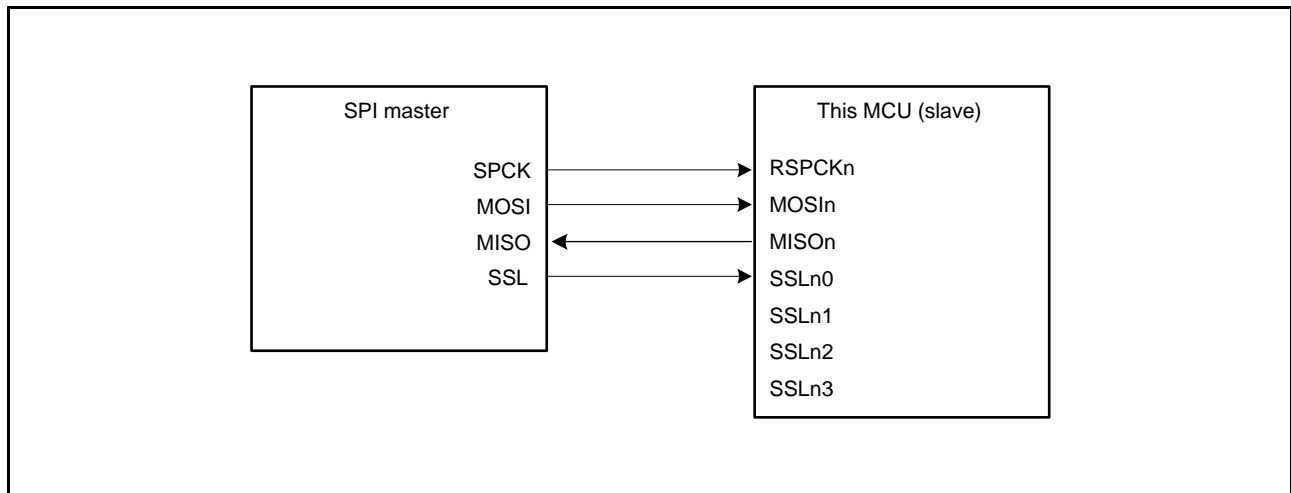 SPI master
SPCK
MOSI
MISO
SSL
This MCU (slave)
RSPCKn
MOSIn
MISOn
SSLn0
SSLn1
SSLn2
SSLn3